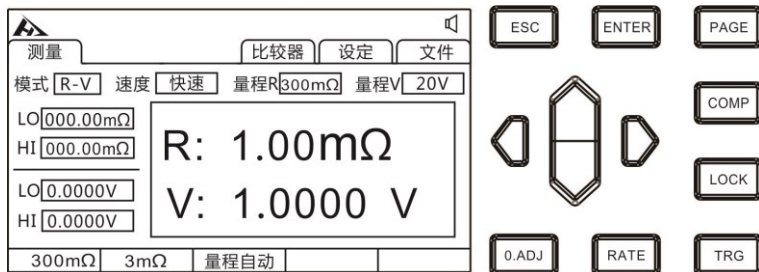 测量 比较器 设定 文件
模式 R-V 速度 快速 量程R 300mΩ 量程V 20V
LO 000.00mΩ
HI 000.00mΩ
R: 1.00mΩ
LO 0.0000V
HI 0.0000V
V: 1.0000 V
300mΩ 3mΩ 量程自动
ESC ENTER PAGE
COMP
LOCK
0.ADJ RATE TRG